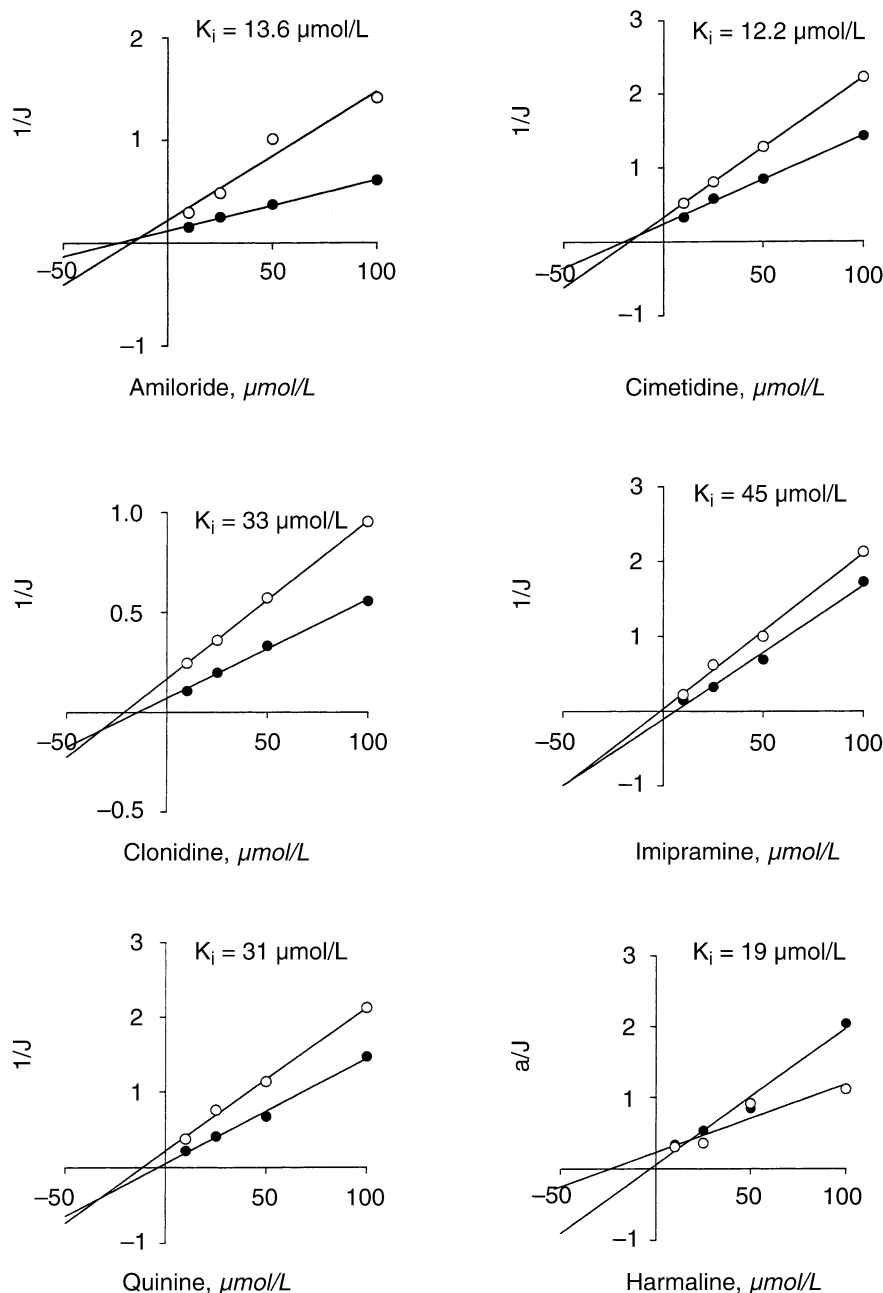 Kᵢ = 13.6 µmol/L
2
1
–50
50
100
–1
1/J
Amiloride, µmol/L
Kᵢ = 12.2 µmol/L
3
2
1
–50
50
100
–1
1/J
Cimetidine, µmol/L
Kᵢ = 33 µmol/L
1.0
0.5
–50
50
100
–0.5
1/J
Clonidine, µmol/L
Kᵢ = 45 µmol/L
3
2
1
–50
50
100
–1
1/J
Imipramine, µmol/L
Kᵢ = 31 µmol/L
3
2
1
–50
50
100
–1
1/J
Quinine, µmol/L
Kᵢ = 19 µmol/L
3
2
1
–50
50
100
–1
a/J
Harmaline, µmol/L